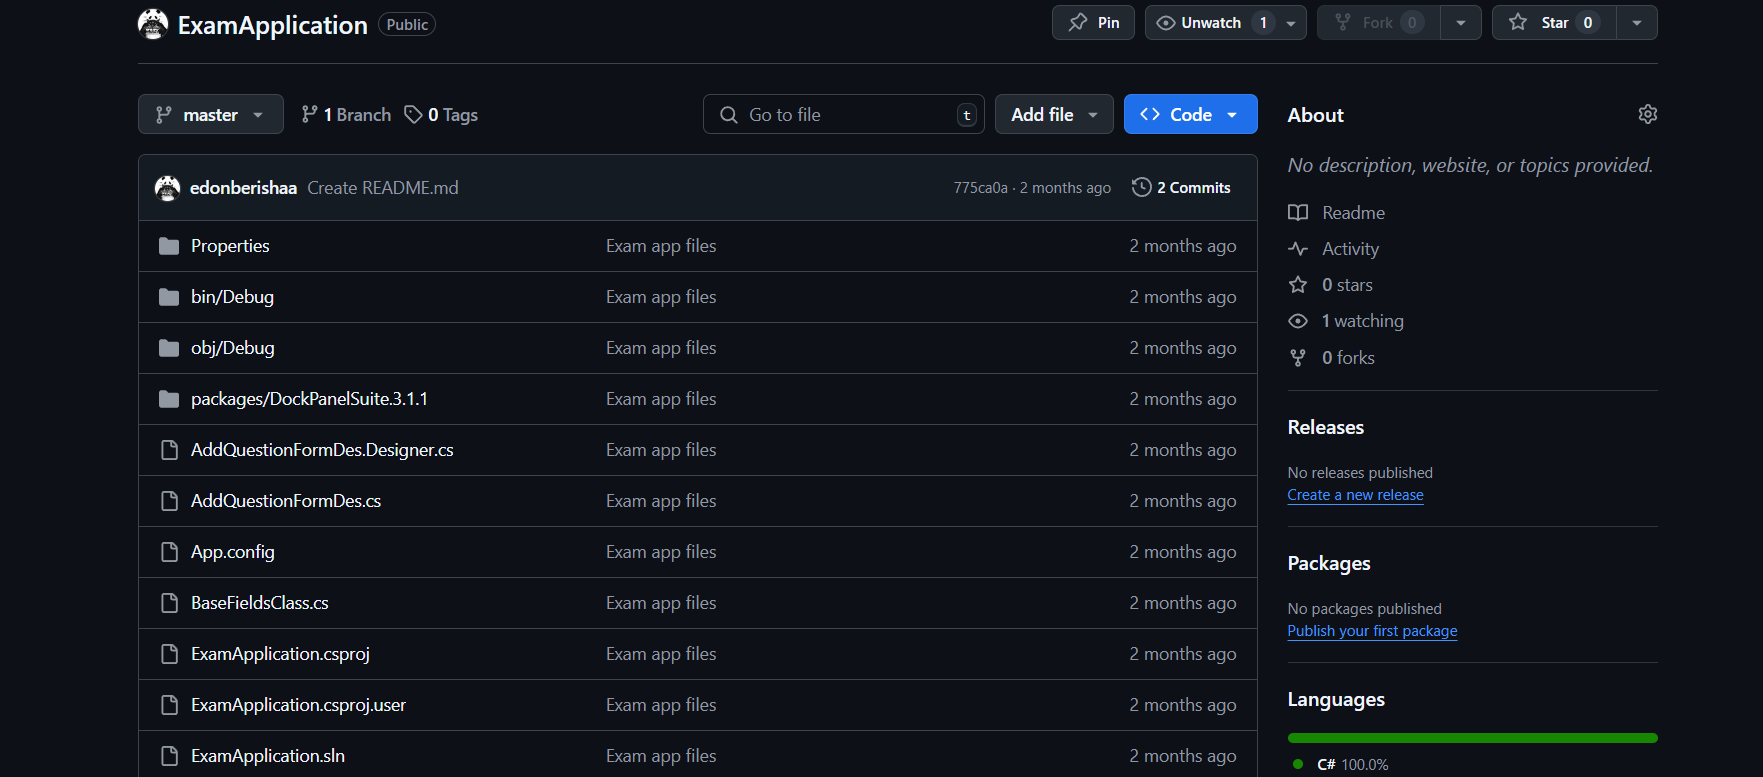 ExamApplication Public Pin Unwatch 1 Fork 0 Star 0
master 1 Branch 0 Tags Go to file t Add file Code
edonberishaa Create README.md 775ca0a · 2 months ago 2 Commits
Properties Exam app files 2 months ago
bin/Debug Exam app files 2 months ago
obj/Debug Exam app files 2 months ago
packages/DockPanelSuite.3.1.1 Exam app files 2 months ago
AddQuestionFormDes.Designer.cs Exam app files 2 months ago
AddQuestionFormDes.cs Exam app files 2 months ago
App.config Exam app files 2 months ago
BaseFieldsClass.cs Exam app files 2 months ago
ExamApplication.csproj Exam app files 2 months ago
ExamApplication.csproj.user Exam app files 2 months ago
ExamApplication.sln Exam app files 2 months ago
About
No description, website, or topics provided.
Readme
Activity
0 stars
1 watching
0 forks
Releases
No releases published
Create a new release
Packages
No packages published
Publish your first package
Languages
C# 100.0%